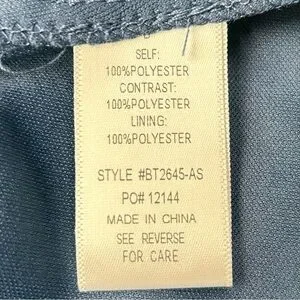 SELF:
100%POLYESTER
CONTRAST:
100%POLYESTER
LINING:
100%POLYESTER
STYLE #BT2645-AS
PO# 12144
MADE IN CHINA
SEE REVERSE
FOR CARE